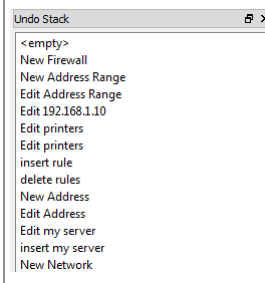 Undo Stack
<empty>
New Firewall
New Address Range
Edit Address Range
Edit 192.168.1.10
Edit printers
Edit printers
insert rule
delete rules
New Address
Edit Address
Edit my server
insert my server
New Network